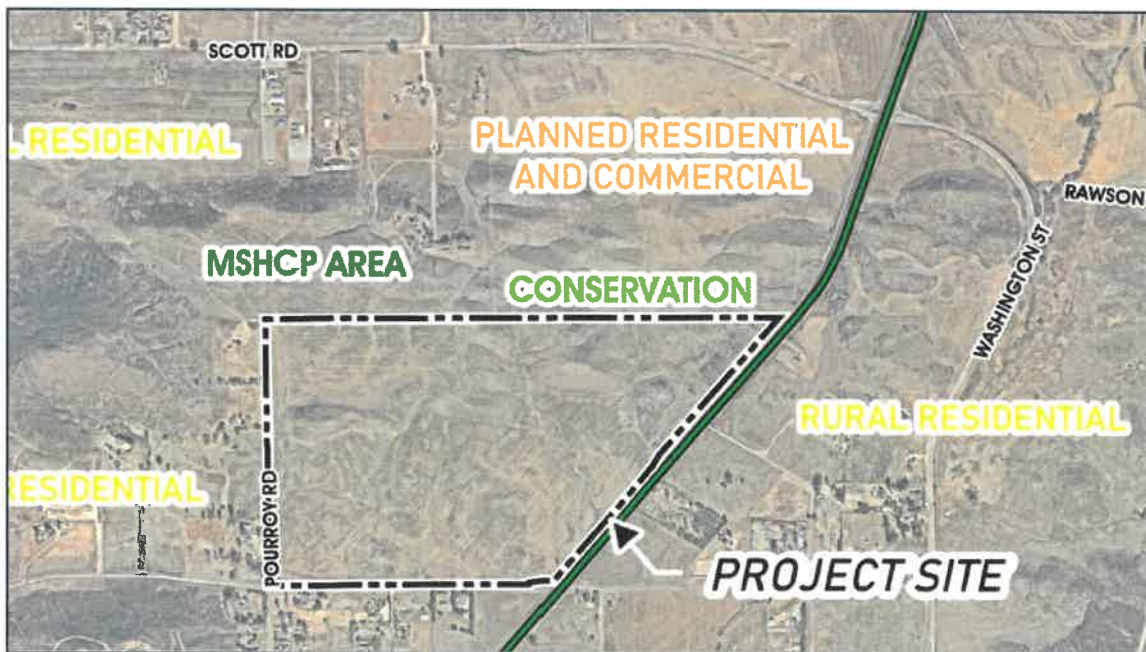 SCOTT RD
L RESIDENTIAL
PLANNED RESIDENTIAL
AND COMMERCIAL
RAWSON
MSHCP AREA
CONSERVATION
WASHINGTON ST
RURAL RESIDENTIAL
RESIDENTIAL
POURROY RD
PROJECT SITE